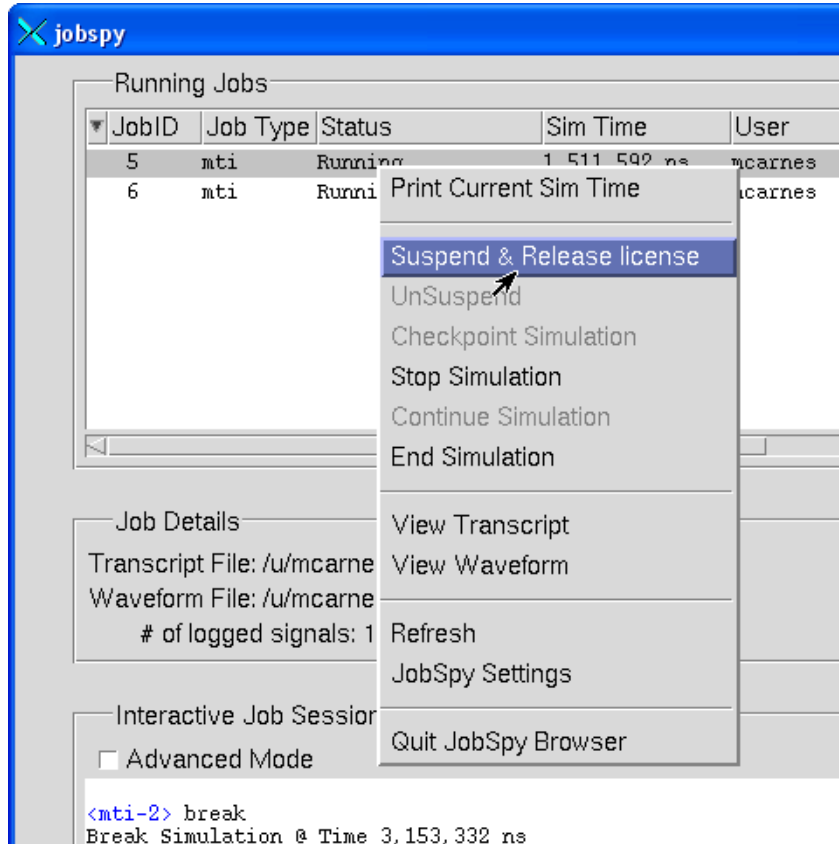 jobspy
Running Jobs
JobID Job Type Status Sim Time User
5 mti Running 1,511,592 ns mcarnes
6 mti Runni
Print Current Sim Time
Suspend & Release license
UnSuspend
Checkpoint Simulation
Stop Simulation
Continue Simulation
End Simulation
View Transcript
View Waveform
Refresh
JobSpy Settings
Quit JobSpy Browser
Job Details
Transcript File: /u/mcarne
Waveform File: /u/mcarne
# of logged signals: 1
Interactive Job Session
Advanced Mode
<mti-2> break
Break Simulation @ Time 3,153,332 ns